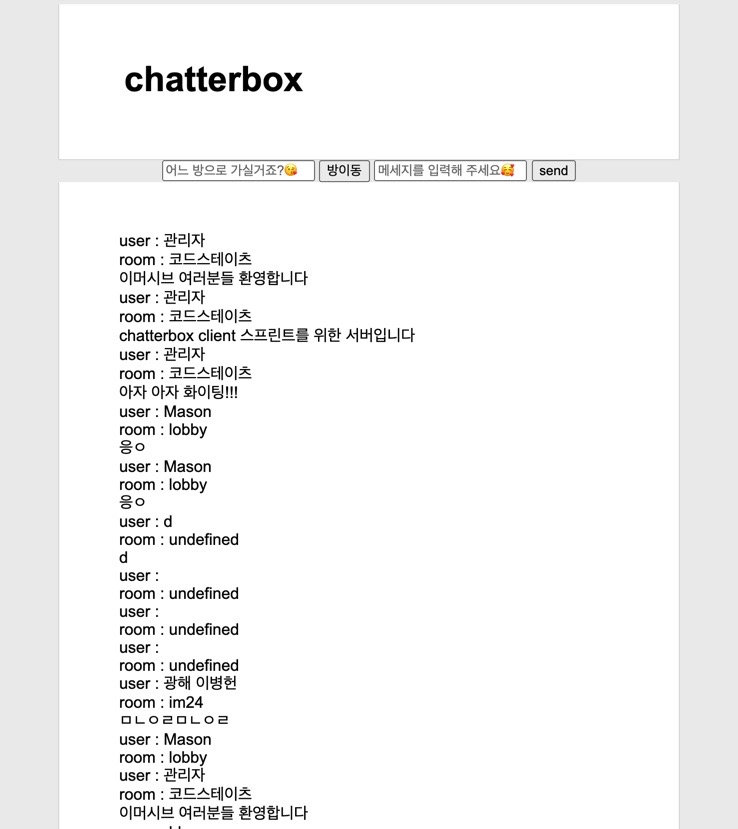 chatterbox
어느 방으로 가실거죠?😘 방이동 메세지를 입력해 주세요🥰 send
user : 관리자
room : 코드스테이츠
이머시브 여러분들 환영합니다
user : 관리자
room : 코드스테이츠
chatterbox client 스프린트를 위한 서버입니다
user : 관리자
room : 코드스테이츠
아자 아자 화이팅!!!
user : Mason
room : lobby
응ㅇ
user : Mason
room : lobby
응ㅇ
user : d
room : undefined
d
user :
room : undefined
user :
room : undefined
user :
room : undefined
user : 광해 이병헌
room : im24
ㅁㄴㅇㄹㅁㄴㅇㄹ
user : Mason
room : lobby
user : 관리자
room : 코드스테이츠
이머시브 여러분들 환영합니다